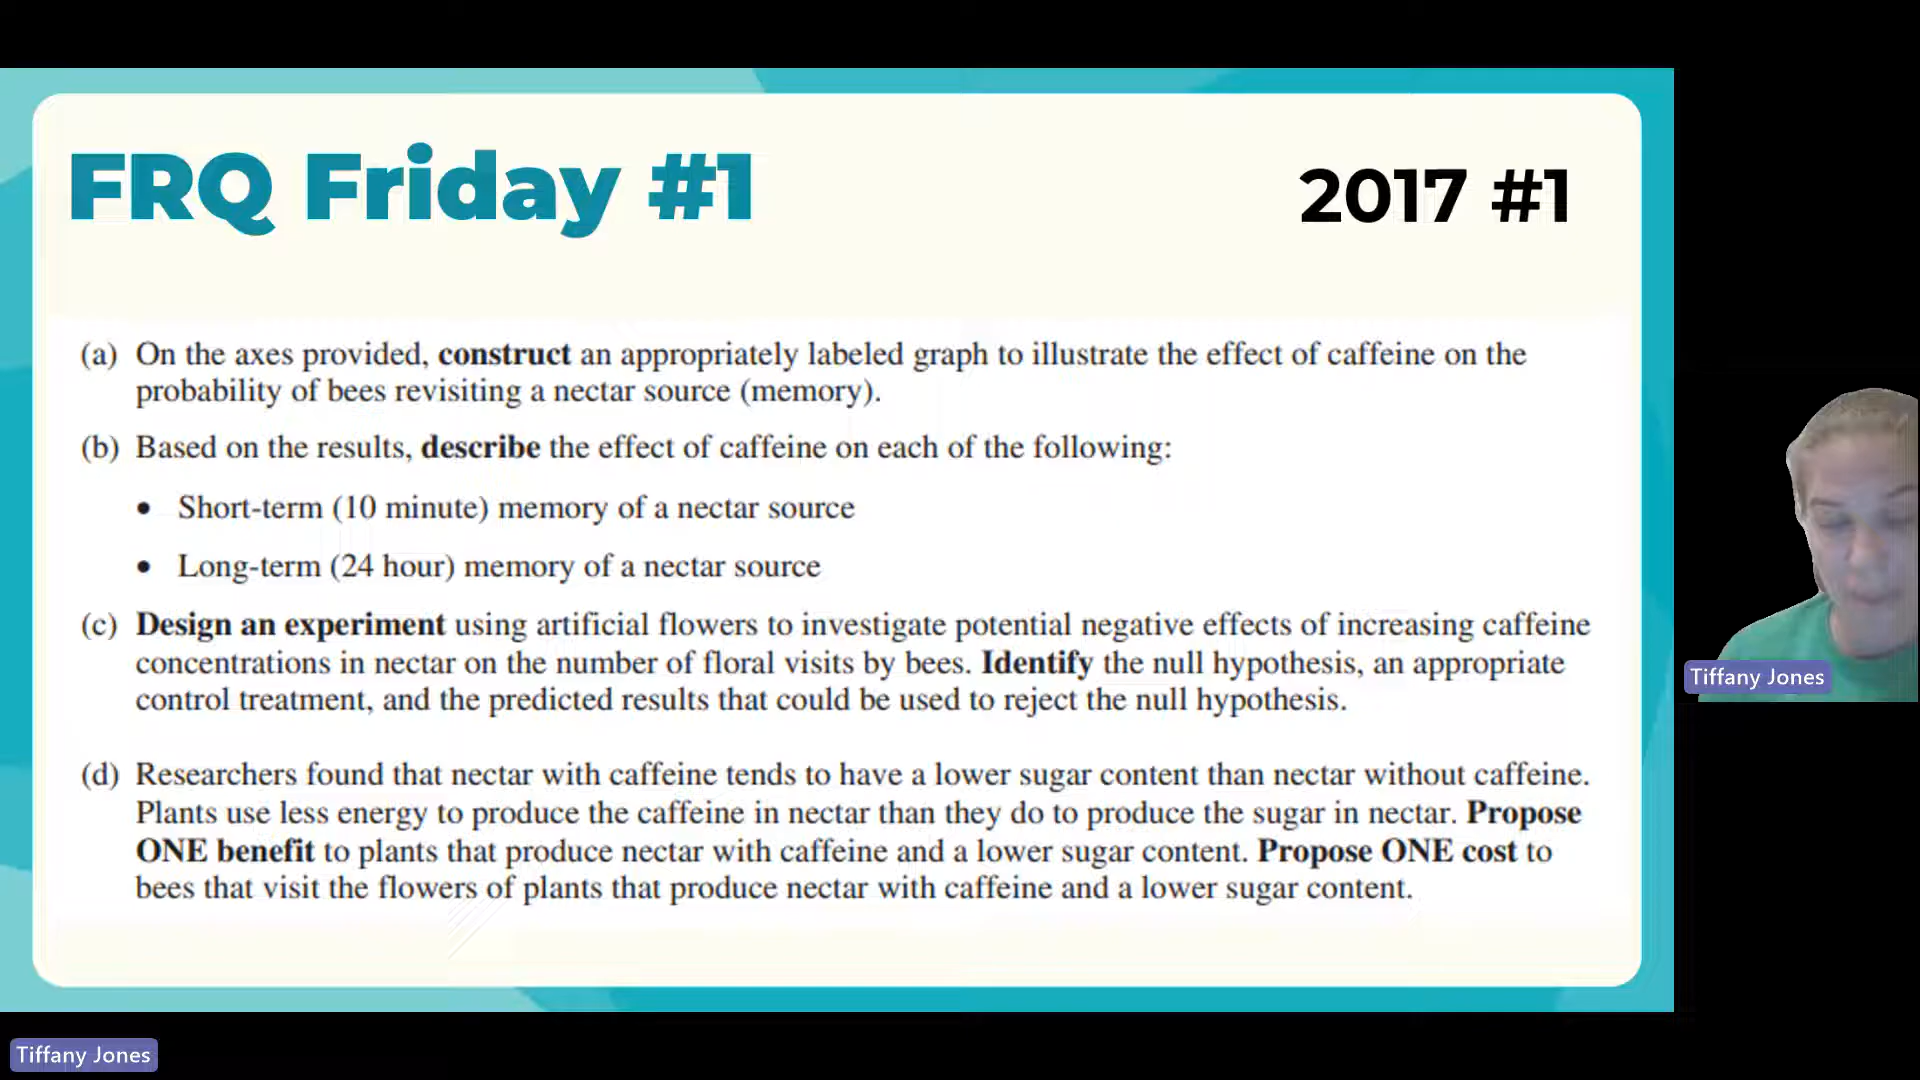 FRQ Friday #1
2017 #1
(a) On the axes provided, construct an appropriately labeled graph to illustrate the effect of caffeine on the
probability of bees revisiting a nectar source (memory).
(b) Based on the results, describe the effect of caffeine on each of the following:
• Short-term (10 minute) memory of a nectar source
• Long-term (24 hour) memory of a nectar source
(c) Design an experiment using artificial flowers to investigate potential negative effects of increasing caffeine
concentrations in nectar on the number of floral visits by bees. Identify the null hypothesis, an appropriate
control treatment, and the predicted results that could be used to reject the null hypothesis.
(d) Researchers found that nectar with caffeine tends to have a lower sugar content than nectar without caffeine.
Plants use less energy to produce the caffeine in nectar than they do to produce the sugar in nectar. Propose
ONE benefit to plants that produce nectar with caffeine and a lower sugar content. Propose ONE cost to
bees that visit the flowers of plants that produce nectar with caffeine and a lower sugar content.
Tiffany Jones
Tiffany Jones